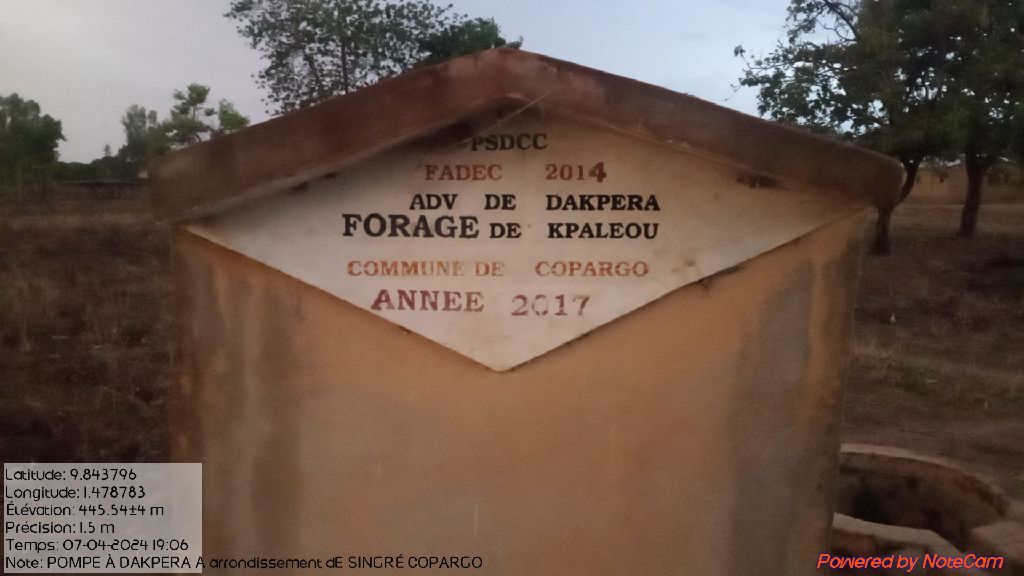 PSDCC
FADEC 2014
ADV DE DAKPERA
FORAGE DE KPALEOU
COMMUNE DE COPARGO
ANNEE 2017
Latitude: 9.843796
Longitude: 1.478783
Élévation: 445.54±4 m
Précision: 1.5 m
Temps: 07-04-2024 19:06
Note: POMPE À DAKPERA A arrondissement dE SINGRÉ COPARGO
Powered by NoteCam